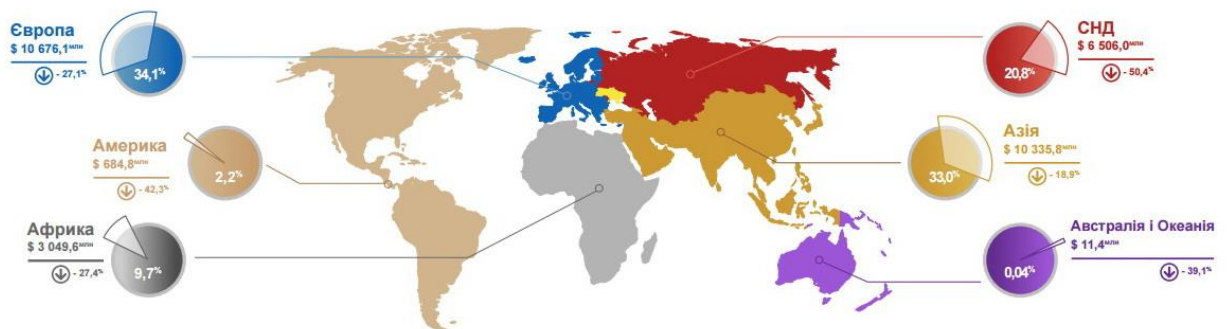 Європа
$ 10 676,1млн
- 27,1%
34,1%
Америка
$ 684,8млн
- 42,3%
2,2%
Африка
$ 3 049,6млн
- 27,4%
9,7%
СНД
$ 6 506,0млн
- 50,4%
20,8%
Азія
$ 10 335,8млн
- 18,9%
33,0%
Австралія і Океанія
$ 11,4млн
- 39,1%
0,04%